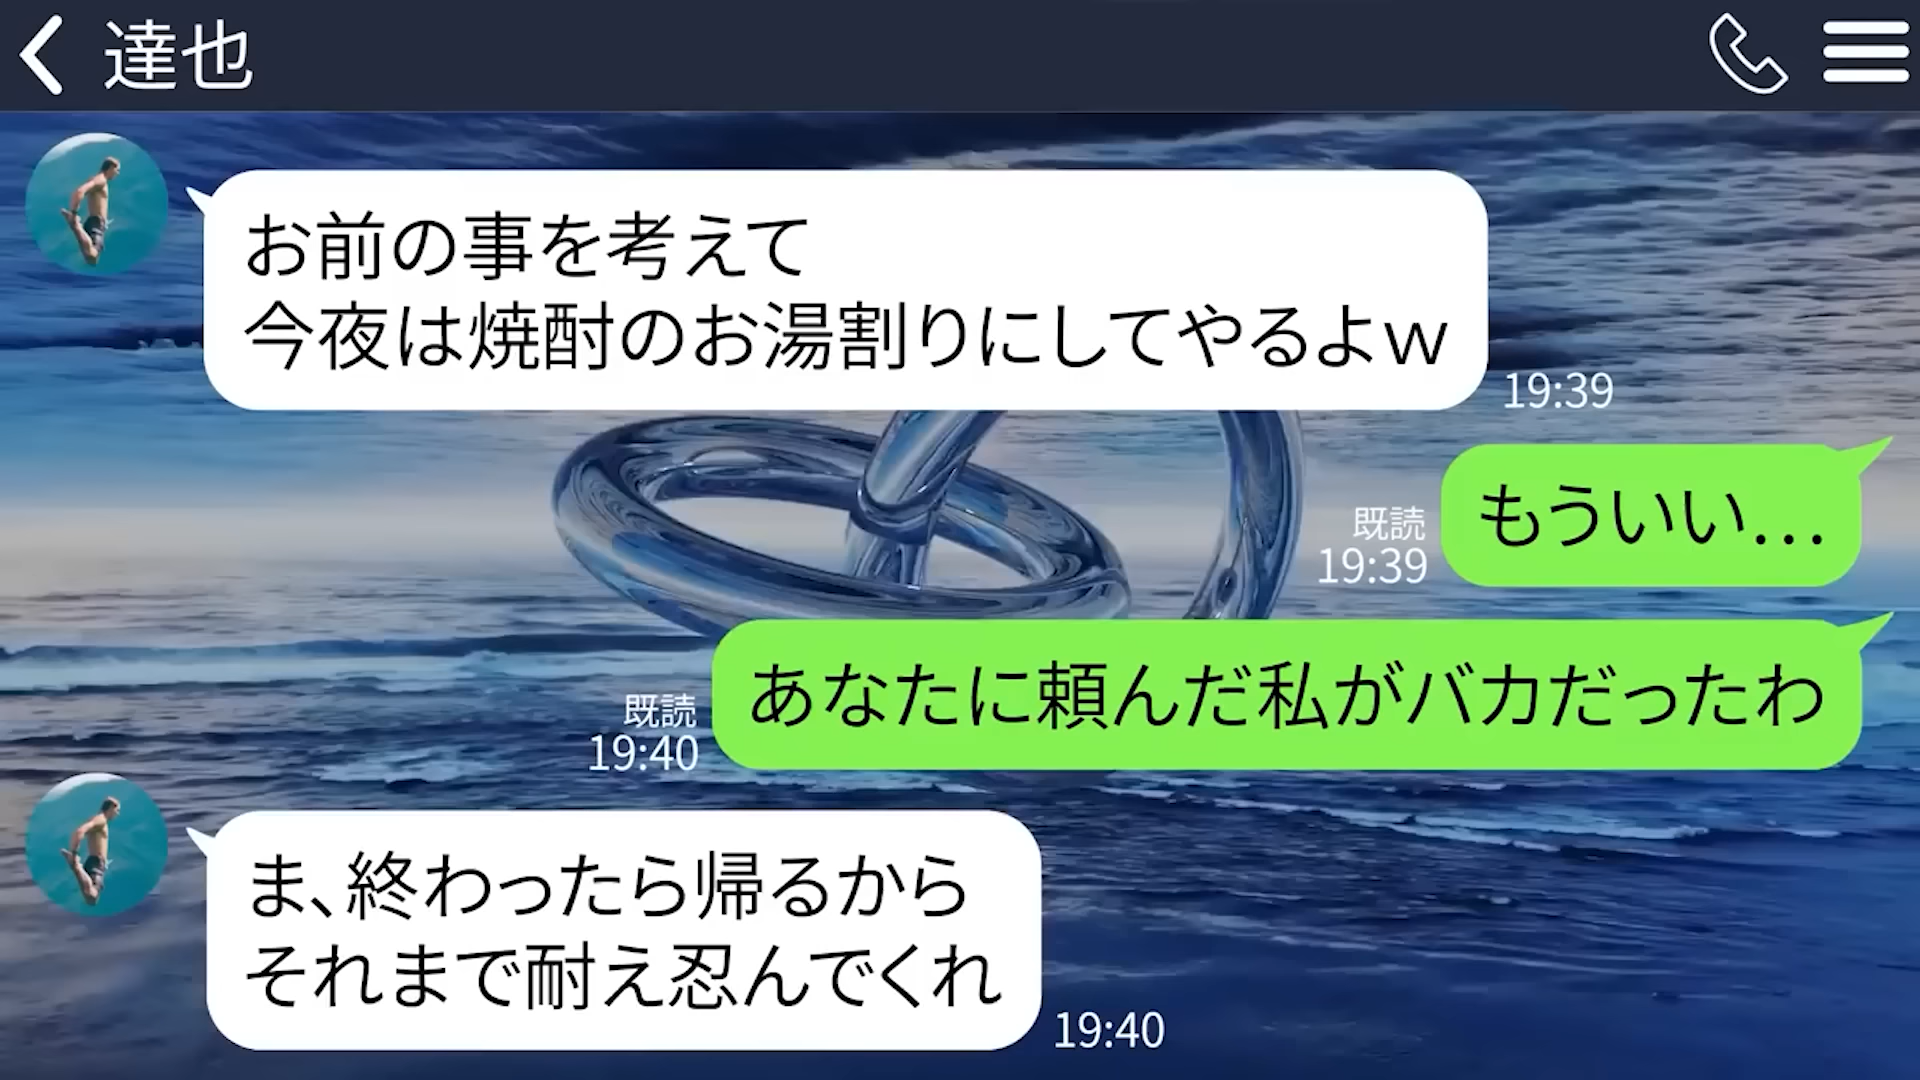 達也
お前の事を考えて
今夜は焼酎のお湯割りにしてやるよw
19:39
もういい…
既読
19:39
あなたに頼んだ私がバカだったわ
既読
19:40
ま、終わったら帰るから
それまで耐え忍んでくれ
19:40